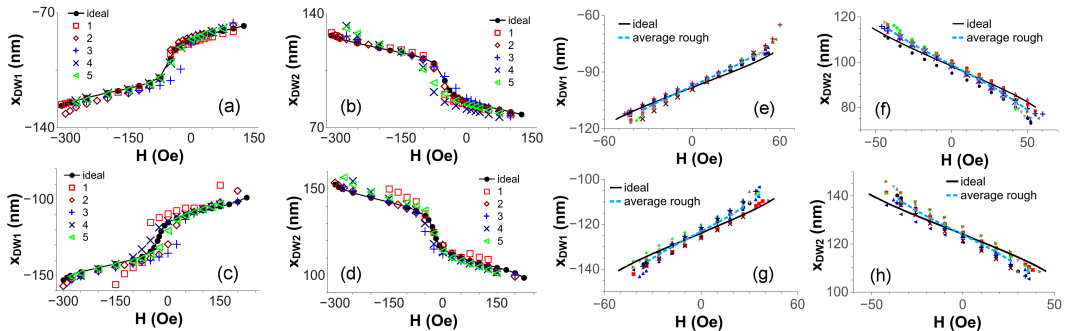 −70
−140
x_DW1 (nm)
ideal
1
2
3
4
5
(a)
−300 −150 0 150
H (Oe)
140
70
x_DW2 (nm)
ideal
1
2
3
4
5
(b)
−300 −150 0 150
H (Oe)
−60
−80
−100
−120
x_DW1 (nm)
ideal
average rough
(e)
−60 0 60
H (Oe)
120
100
80
x_DW2 (nm)
ideal
average rough
(f)
−50 0 50
H (Oe)
−100
−150
x_DW1 (nm)
ideal
1
2
3
4
5
(c)
−300 −150 0 150
H (Oe)
150
100
x_DW2 (nm)
ideal
1
2
3
4
5
(d)
−300 −150 0 150
H (Oe)
−100
−120
−140
x_DW1 (nm)
ideal
average rough
(g)
−60 0 60
H (Oe)
140
120
100
x_DW2 (nm)
ideal
average rough
(h)
−50 0 50
H (Oe)